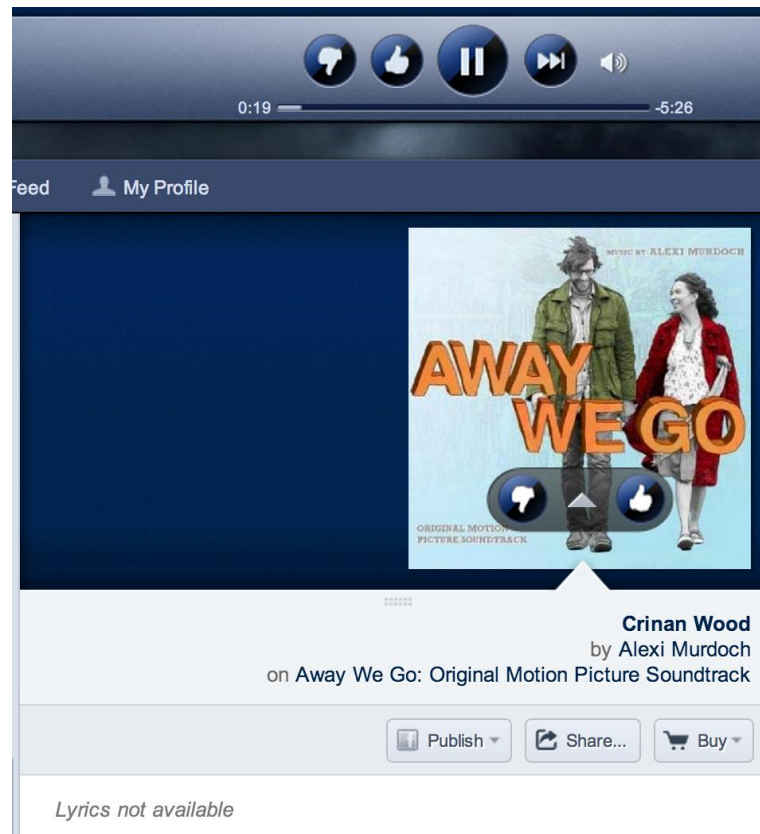 0:19
-5:26
Feed
My Profile
MUSIC BY ALEXI MURDOCH
AWAY
WE GO
ORIGINAL MOTION
PICTURE SOUNDTRACK
Crinan Wood
by Alexi Murdoch
on Away We Go: Original Motion Picture Soundtrack
Publish
Share...
Buy
Lyrics not available